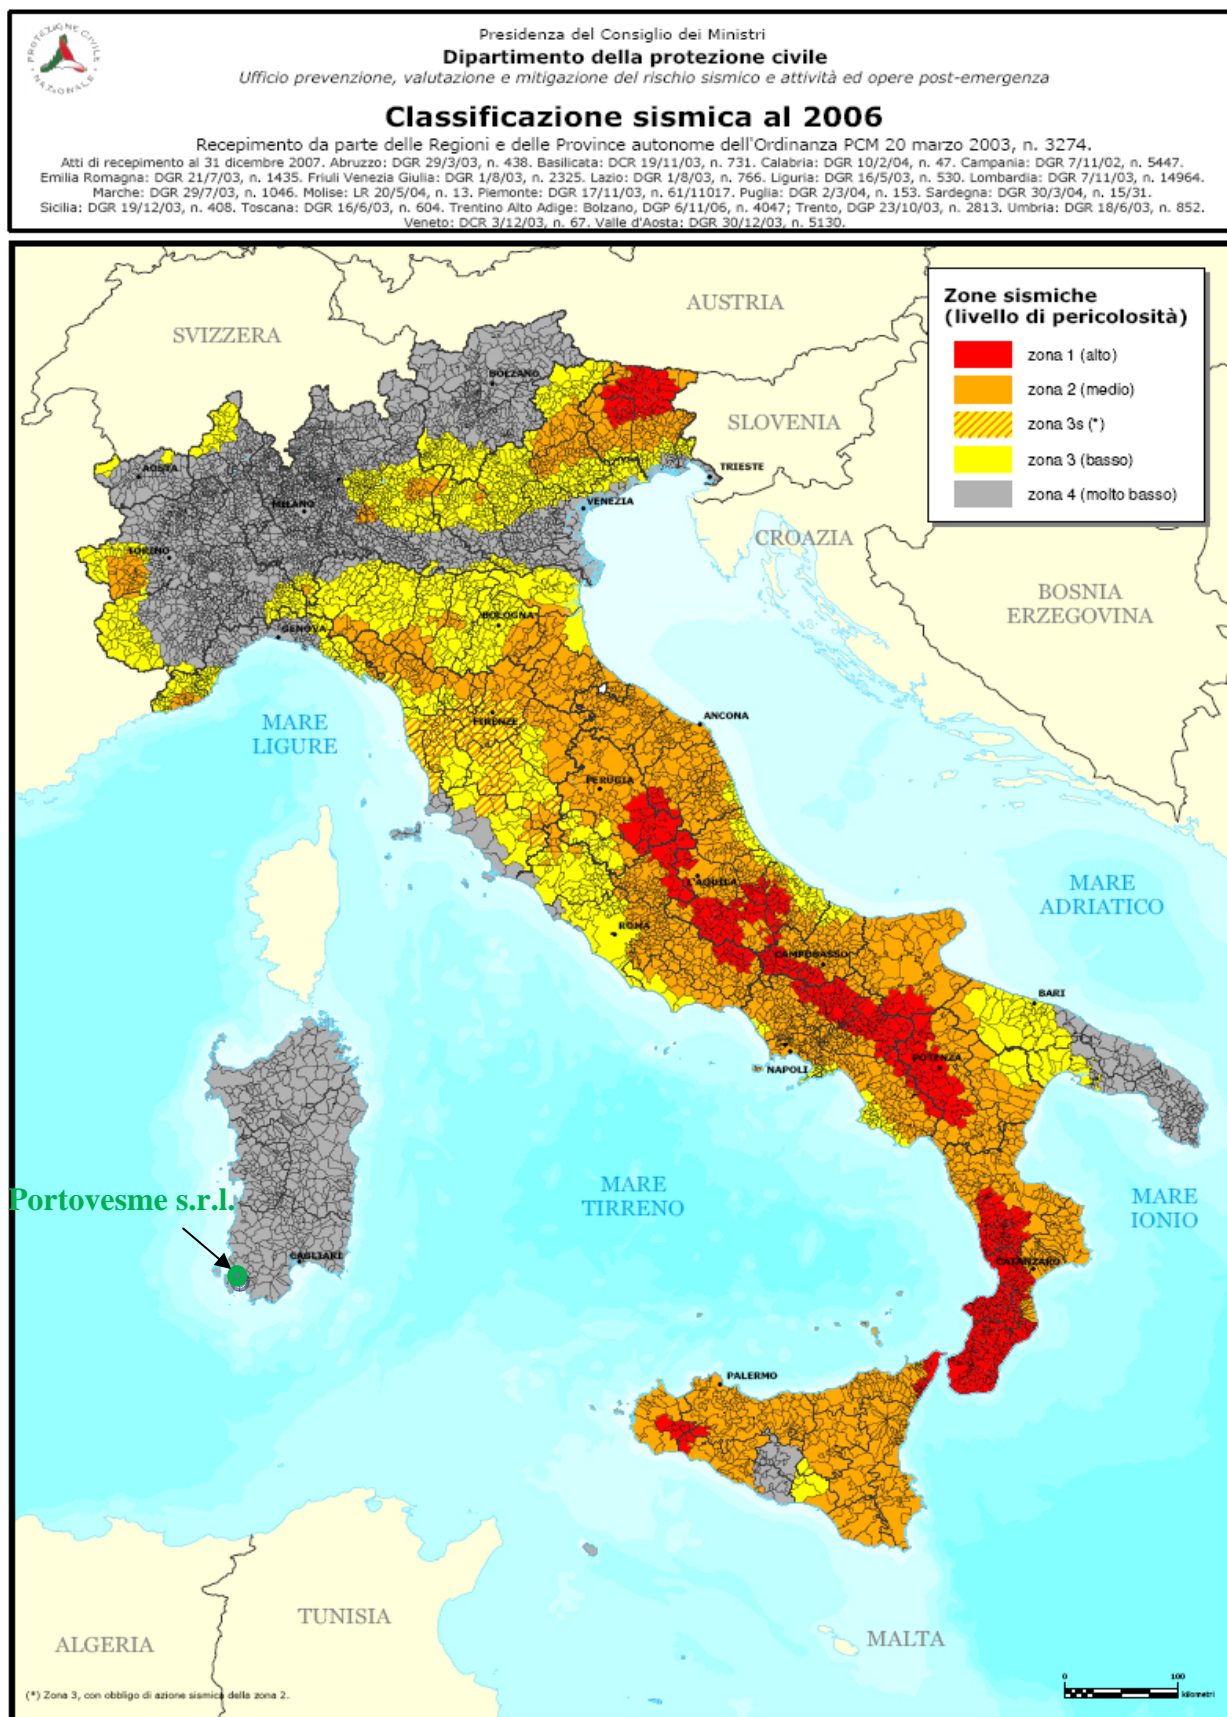 PROTEZIONE CIVILE
NAZIONALE
Presidenza del Consiglio dei Ministri
Dipartimento della protezione civile
Ufficio prevenzione, valutazione e mitigazione del rischio sismico e attività ed opere post-emergenza
Classificazione sismica al 2006
Recepimento da parte delle Regioni e delle Province autonome dell'Ordinanza PCM 20 marzo 2003, n. 3274.
Atti di recepimento al 31 dicembre 2007. Abruzzo: DGR 29/3/03, n. 438. Basilicata: DCR 19/11/03, n. 731. Calabria: DGR 10/2/04, n. 47. Campania: DGR 7/11/02, n. 5447.
Emilia Romagna: DGR 21/7/03, n. 1435. Friuli Venezia Giulia: DGR 1/8/03, n. 2325. Lazio: DGR 1/8/03, n. 766. Liguria: DGR 16/5/03, n. 530. Lombardia: DGR 7/11/03, n. 14964.
Marche: DGR 29/7/03, n. 1046. Molise: LR 20/5/04, n. 13. Piemonte: DGR 17/11/03, n. 61/11017. Puglia: DGR 2/3/04, n. 153. Sardegna: DGR 30/3/04, n. 15/31.
Sicilia: DGR 19/12/03, n. 408. Toscana: DGR 16/6/03, n. 604. Trentino Alto Adige: Bolzano, DGP 6/11/06, n. 4047; Trento, DGP 23/10/03, n. 2813. Umbria: DGR 18/6/03, n. 852.
Veneto: DCR 3/12/03, n. 67. Valle d'Aosta: DGR 30/12/03, n. 5130.
Zone sismiche
(livello di pericolosità)
zona 1 (alto)
zona 2 (medio)
zona 3s (*)
zona 3 (basso)
zona 4 (molto basso)
AUSTRIA
SVIZZERA
BOLZANO
SLOVENIA
AOSTA
TRIESTE
MILANO
VENEZIA
CROAZIA
TORINO
BOSNIA
ERZEGOVINA
BOLOGNA
GENOVA
MARE
LIGURE
FIRENZE
ANCONA
PERUGIA
L'AQUILA
MARE
ADRIATICO
ROMA
CAMPOBASSO
BARI
POTENZA
NAPOLI
MARE
TIRRENO
MARE
IONIO
Portovesme s.r.l.
CAGLIARI
CATANZARO
PALERMO
TUNISIA
ALGERIA
MALTA
(*) Zona 3, con obbligo di azione sismica della zona 2.
0 100
kilometri